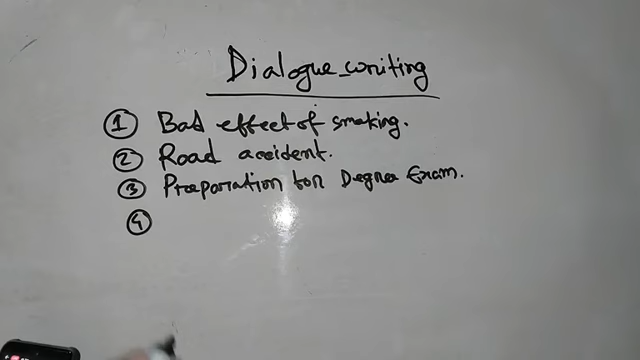 Dialogue writing
① Bad effect of smoking.
② Road accident.
③ Preparation for Degree Exam.
④